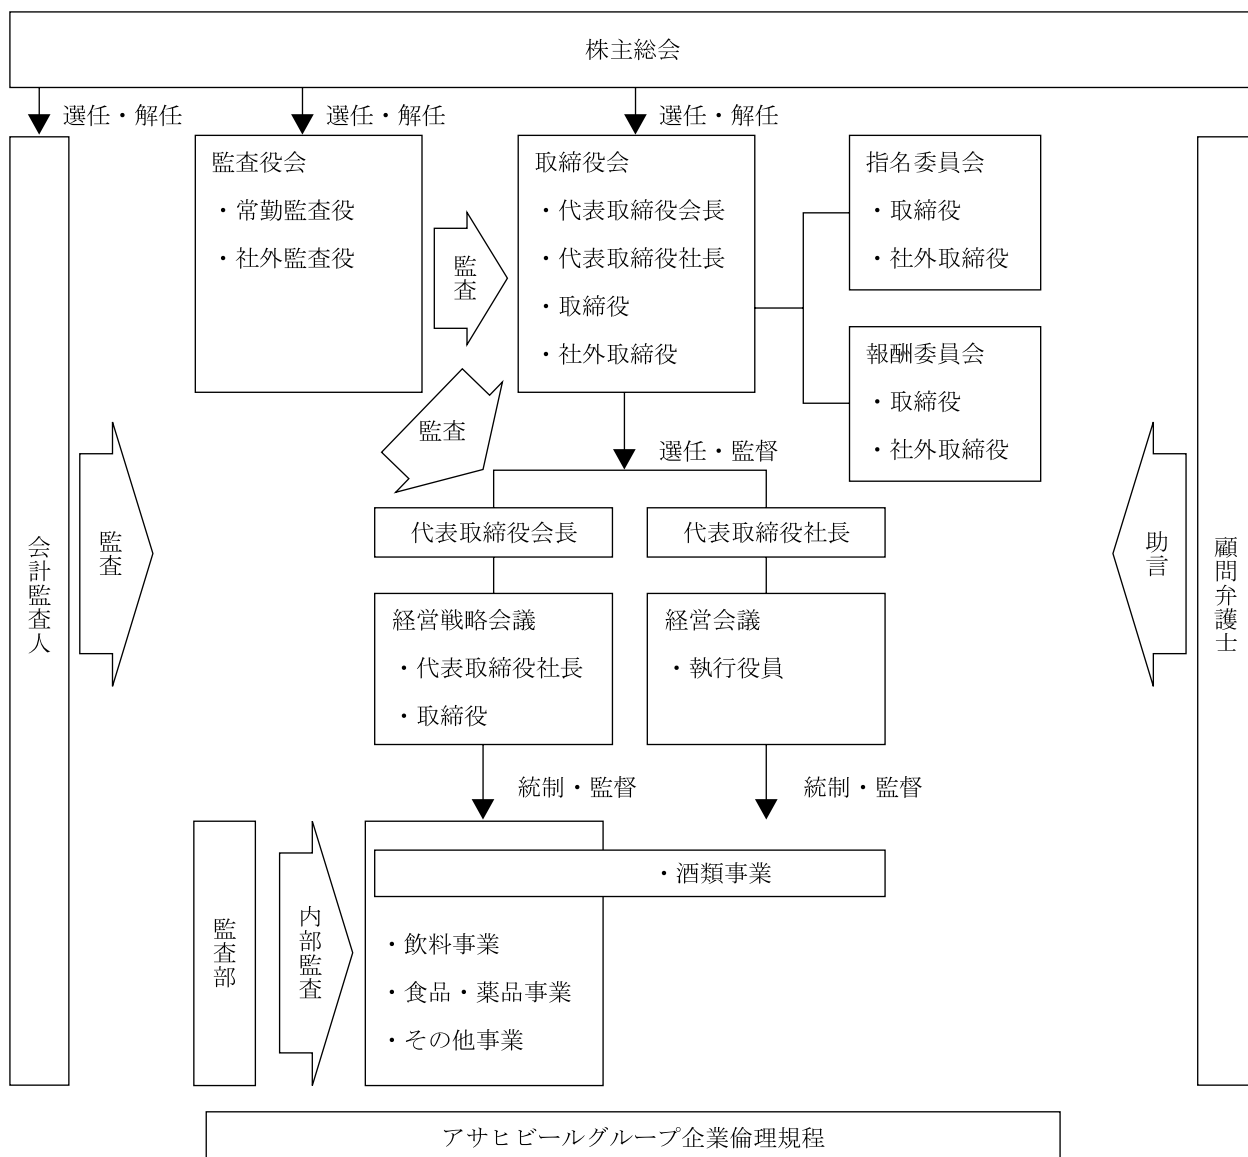 株主総会
選任・解任
選任・解任
選任・解任
監査役会
・常勤監査役
・社外監査役
監査
取締役会
・代表取締役会長
・代表取締役社長
・取締役
・社外取締役
指名委員会
・取締役
・社外取締役
報酬委員会
・取締役
・社外取締役
監査
選任・監督
会計監査人
監査
代表取締役会長
代表取締役社長
助言
顧問弁護士
経営戦略会議
・代表取締役社長
・取締役
経営会議
・執行役員
統制・監督
統制・監督
監査部
内部監査
・酒類事業
・飲料事業
・食品・薬品事業
・その他事業
アサヒビールグループ企業倫理規程